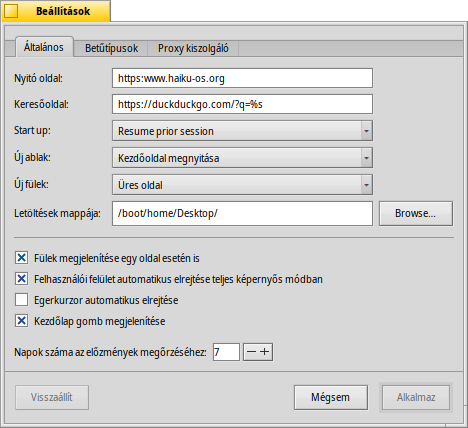 Beállítások
Általános Betűtípusok Proxy kiszolgáló
Nyitó oldal: https:www.haiku-os.org
Keresőoldal: https://duckduckgo.com/?q=%s
Start up: Resume prior session
Új ablak: Kezdőoldal megnyitása
Új fülek: Üres oldal
Letöltések mappája: /boot/home/Desktop/ Browse...
Fülek megjelenítése egy oldal esetén is
Felhasználói felület automatikus elrejtése teljes képernyős módban
Egerkurzor automatikus elrejtése
Kezdőlap gomb megjelenítése
Napok száma az előzmények megőrzéséhez: 7
Visszaállít Mégsem Alkalmaz